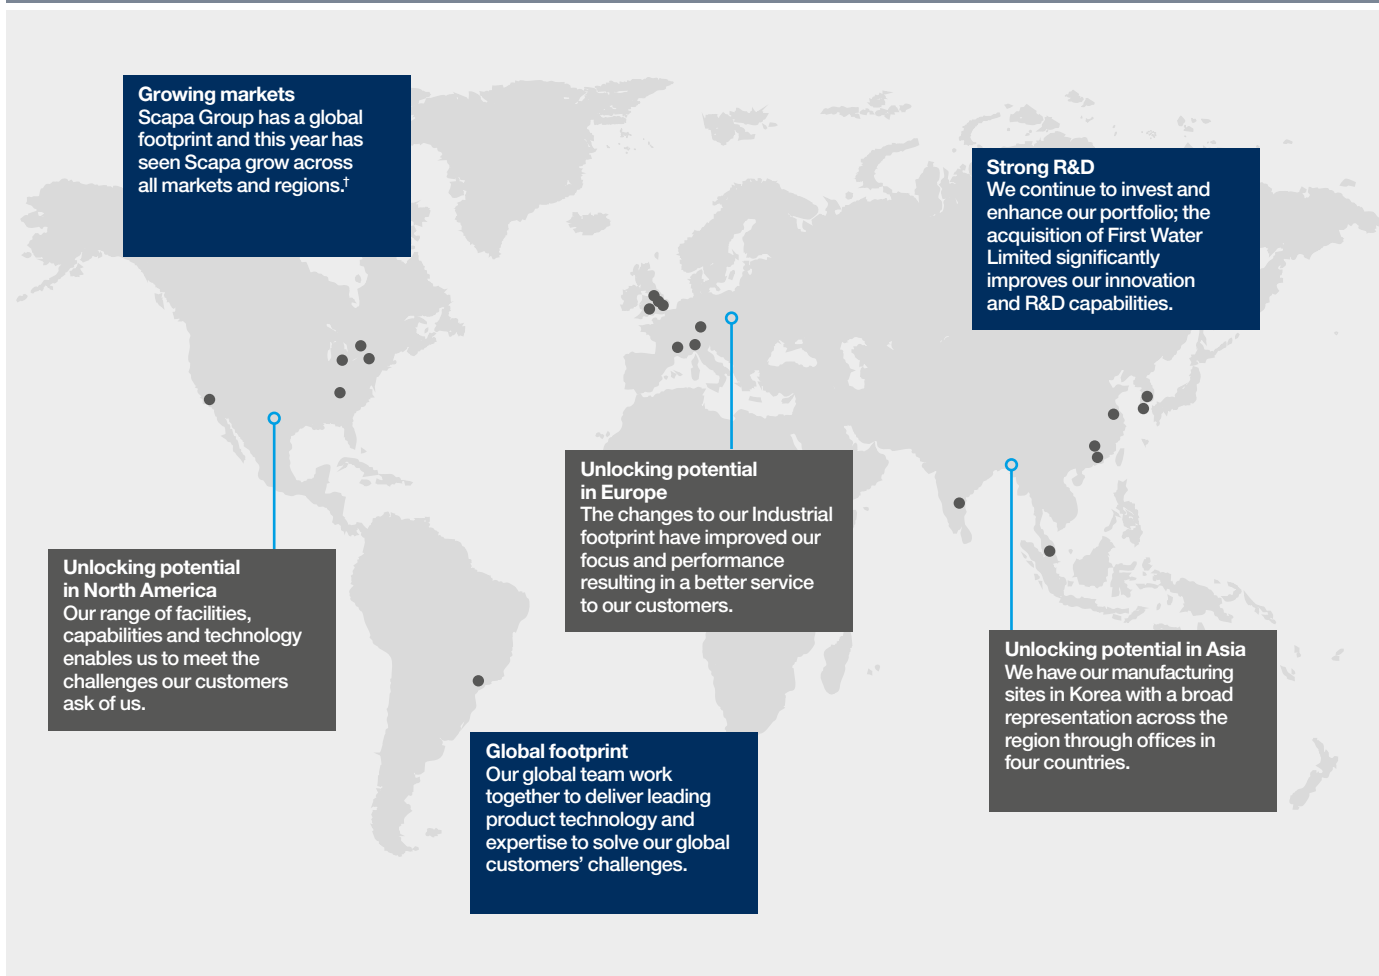 Growing markets
Scapa Group has a global
footprint and this year has
seen Scapa grow across
all markets and regions.†
Strong R&D
We continue to invest and
enhance our portfolio; the
acquisition of First Water
Limited significantly
improves our innovation
and R&D capabilities.
Unlocking potential
in Europe
The changes to our Industrial
footprint have improved our
focus and performance
resulting in a better service
to our customers.
Unlocking potential
in North America
Our range of facilities,
capabilities and technology
enables us to meet the
challenges our customers
ask of us.
Unlocking potential in Asia
We have our manufacturing
sites in Korea with a broad
representation across the
region through offices in
four countries.
Global footprint
Our global team work
together to deliver leading
product technology and
expertise to solve our global
customers’ challenges.